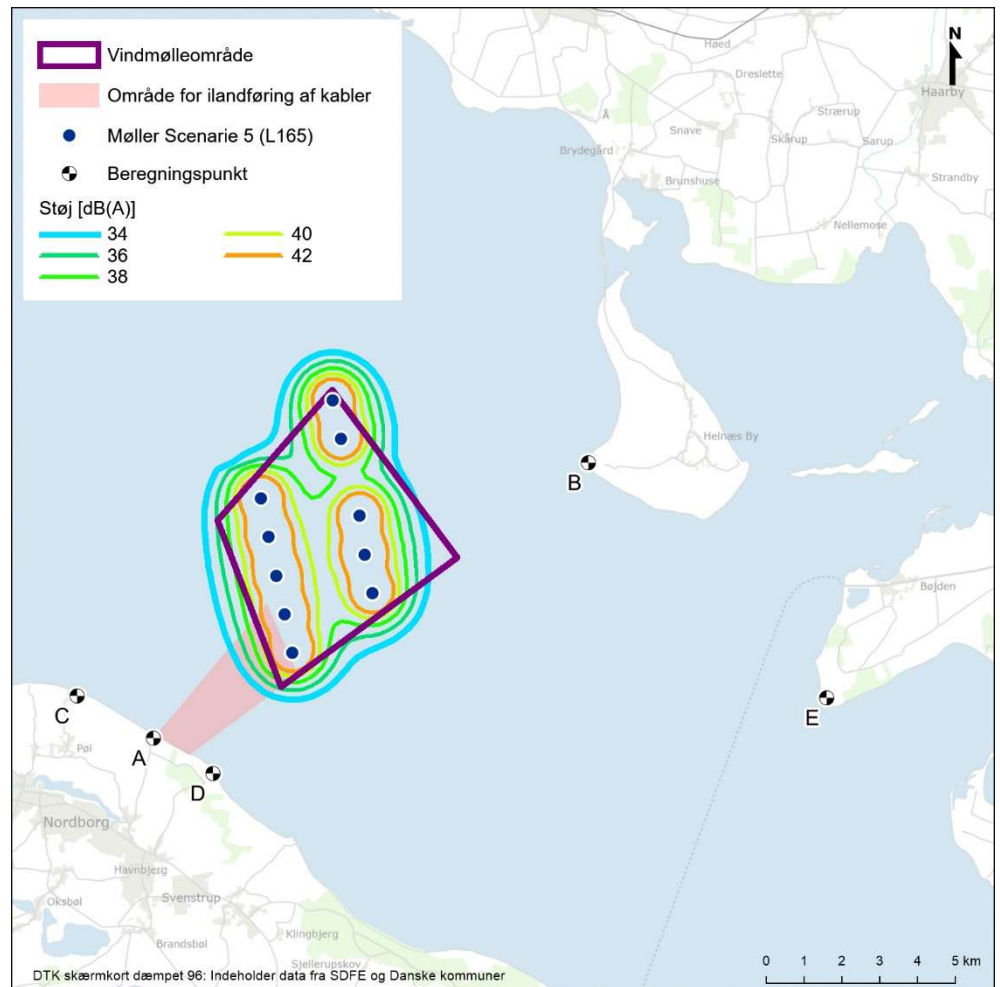 Vindmølleområde
Område for ilandføring af kabler
Møller Scenarie 5 (L165)
Beregningspunkt
Støj [dB(A)]
34
40
36
42
38
N
Høed
Dreslette
Haarby
Strærup
Å
Snave
Skårup
Sarup
Brydegård
Brunshuse
Strandby
Nellemose
Helnæs By
B
Bøjden
C
E
A
Pøl
D
Nordborg
Havnbjerg
Svenstrup
Oksbøl
Klingbjerg
Brandsbøl
Sjellerupskov
0 1 2 3 4 5 km
DTK skærmkort dæmpet 96: Indeholder data fra SDFE og Danske kommuner